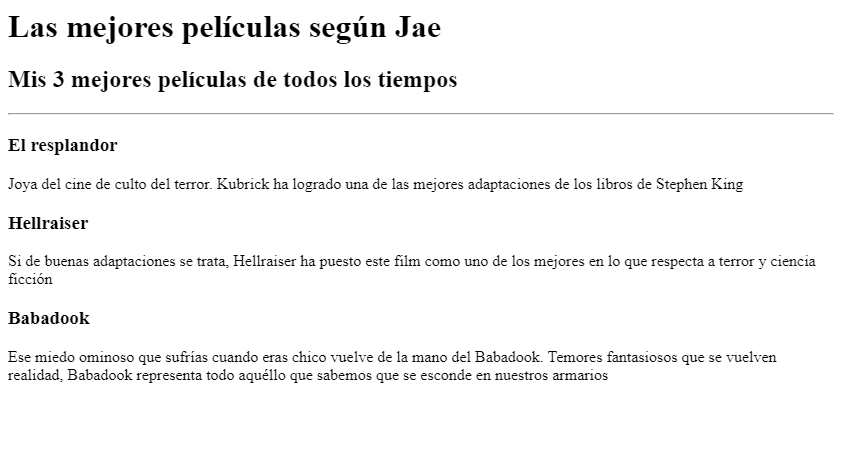 Las mejores películas según Jae
Mis 3 mejores películas de todos los tiempos
El resplandor
Joya del cine de culto del terror. Kubrick ha logrado una de las mejores adaptaciones de los libros de Stephen King
Hellraiser
Si de buenas adaptaciones se trata, Hellraiser ha puesto este film como uno de los mejores en lo que respecta a terror y ciencia
ficción
Babadook
Ese miedo ominoso que sufrías cuando eras chico vuelve de la mano del Babadook. Temores fantasiosos que se vuelven
realidad, Babadook representa todo aquéllo que sabemos que se esconde en nuestros armarios